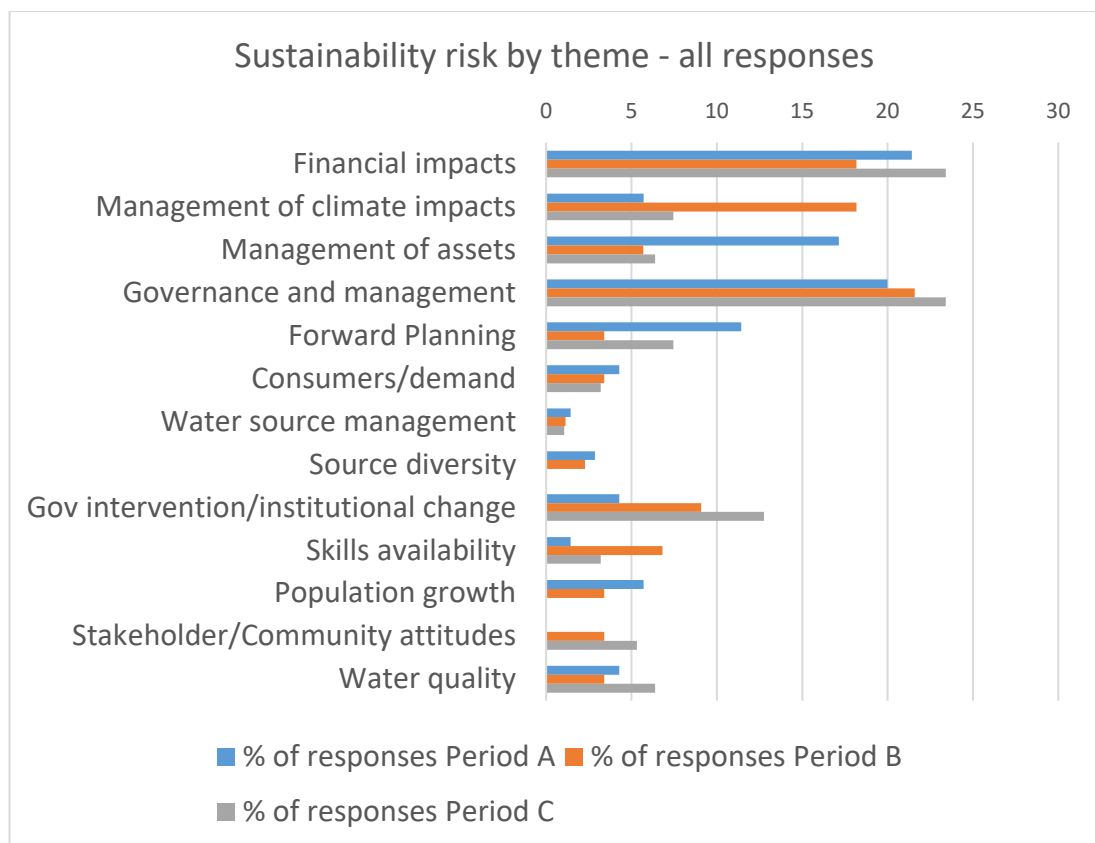 Sustainability risk by theme - all responses
0 5 10 15 20 25 30
Financial impacts
Management of climate impacts
Management of assets
Governance and management
Forward Planning
Consumers/demand
Water source management
Source diversity
Gov intervention/institutional change
Skills availability
Population growth
Stakeholder/Community attitudes
Water quality
% of responses Period A % of responses Period B
% of responses Period C